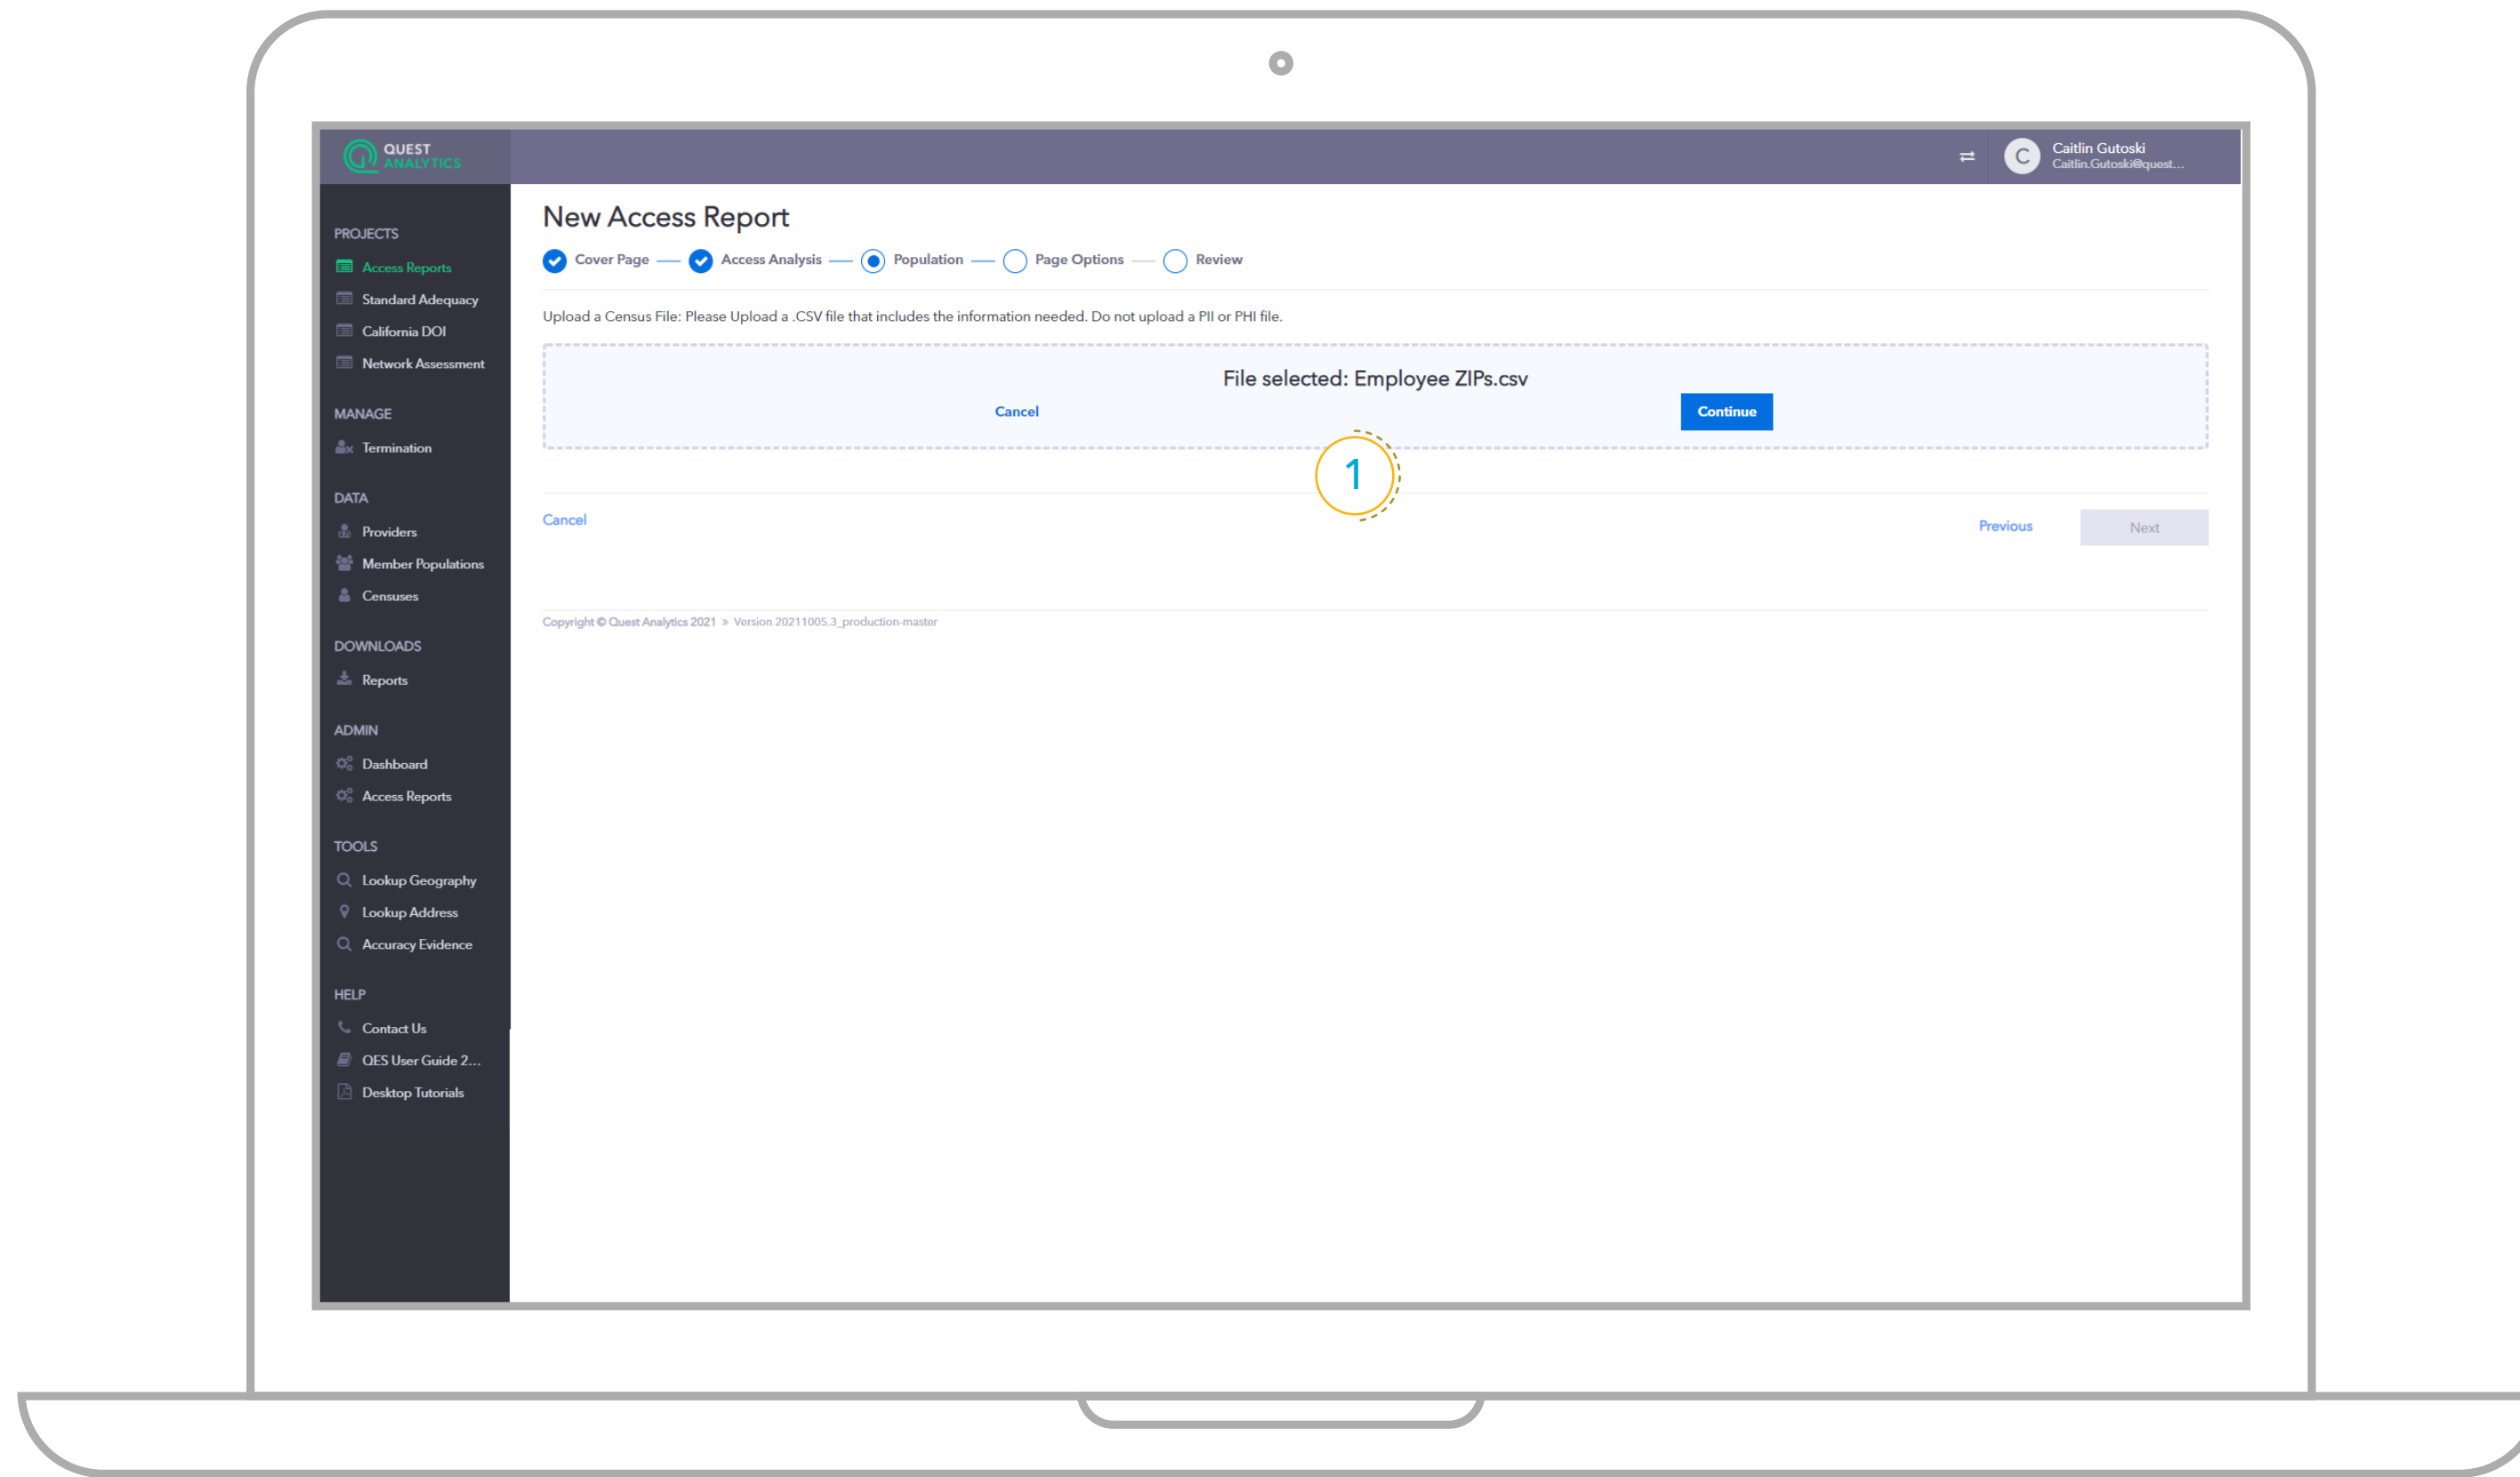 QUEST
ANALYTICS
C
Caitlin Gutoski
Caitlin.Gutoski@quest...
PROJECTS
Access Reports
Standard Adequacy
California DOI
Network Assessment
MANAGE
Termination
DATA
Providers
Member Populations
Censuses
DOWNLOADS
Reports
ADMIN
Dashboard
Access Reports
TOOLS
Lookup Geography
Lookup Address
Accuracy Evidence
HELP
Contact Us
QES User Guide 2...
Desktop Tutorials
New Access Report
Cover Page Access Analysis Population Page Options Review
Upload a Census File: Please Upload a .CSV file that includes the information needed. Do not upload a PII or PHI file.
File selected: Employee ZIPs.csv
Cancel Continue
1
Cancel Previous Next
Copyright © Quest Analytics 2021 » Version 20211005.3_production-master